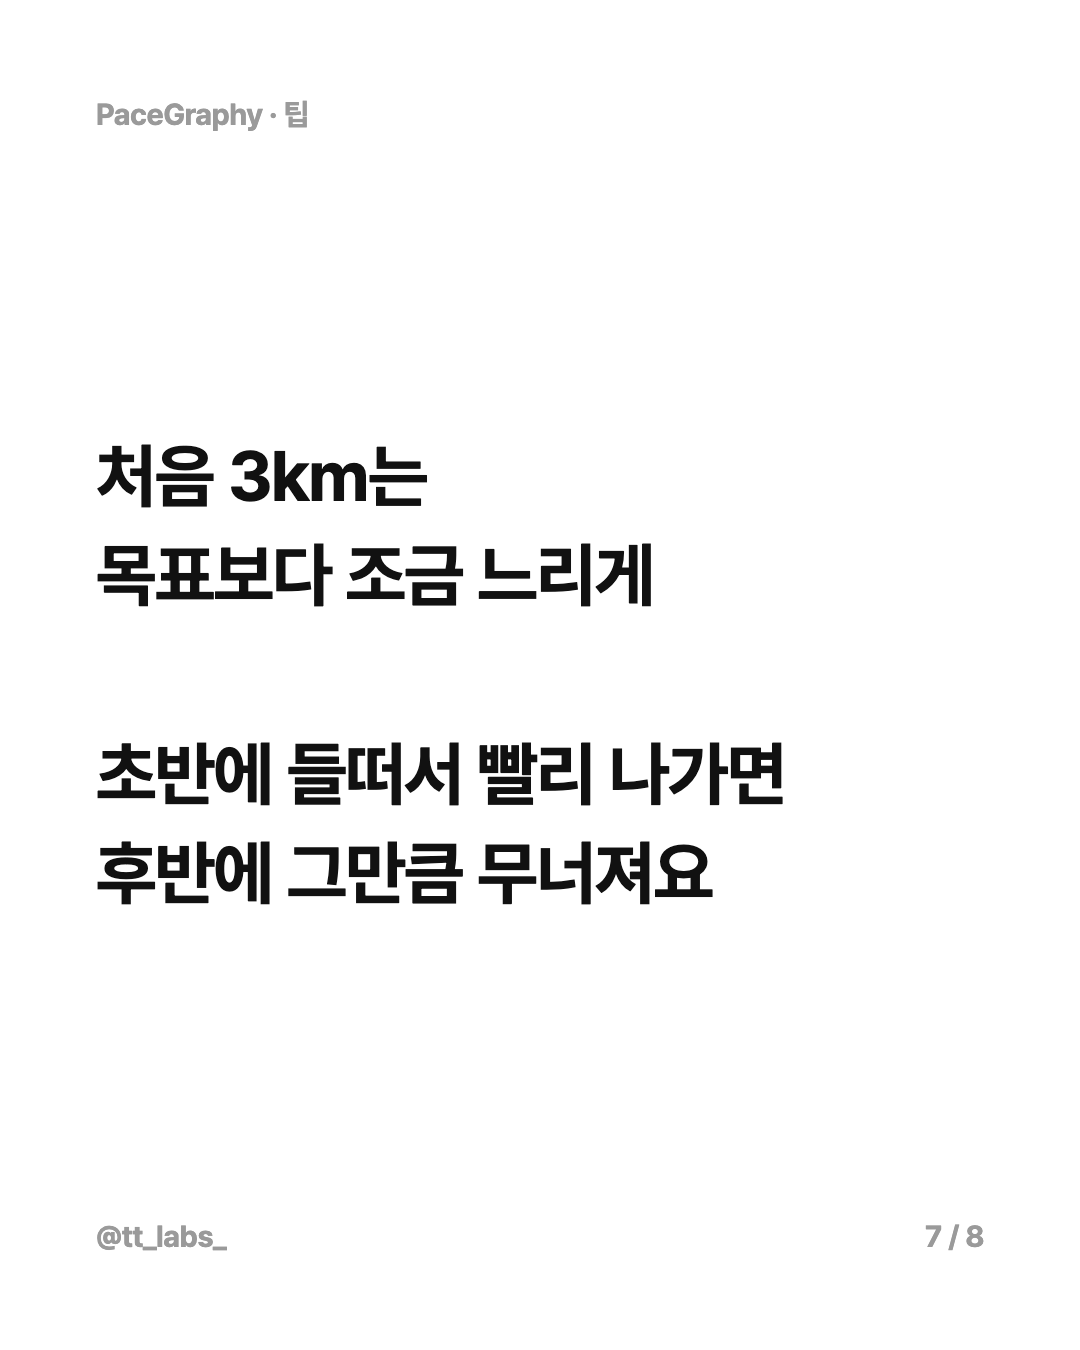 PaceGraphy · 팁
처음 3km는
목표보다 조금 느리게
초반에 들떠서 빨리 나가면
후반에 그만큼 무너져요
@tt_labs_
7 / 8